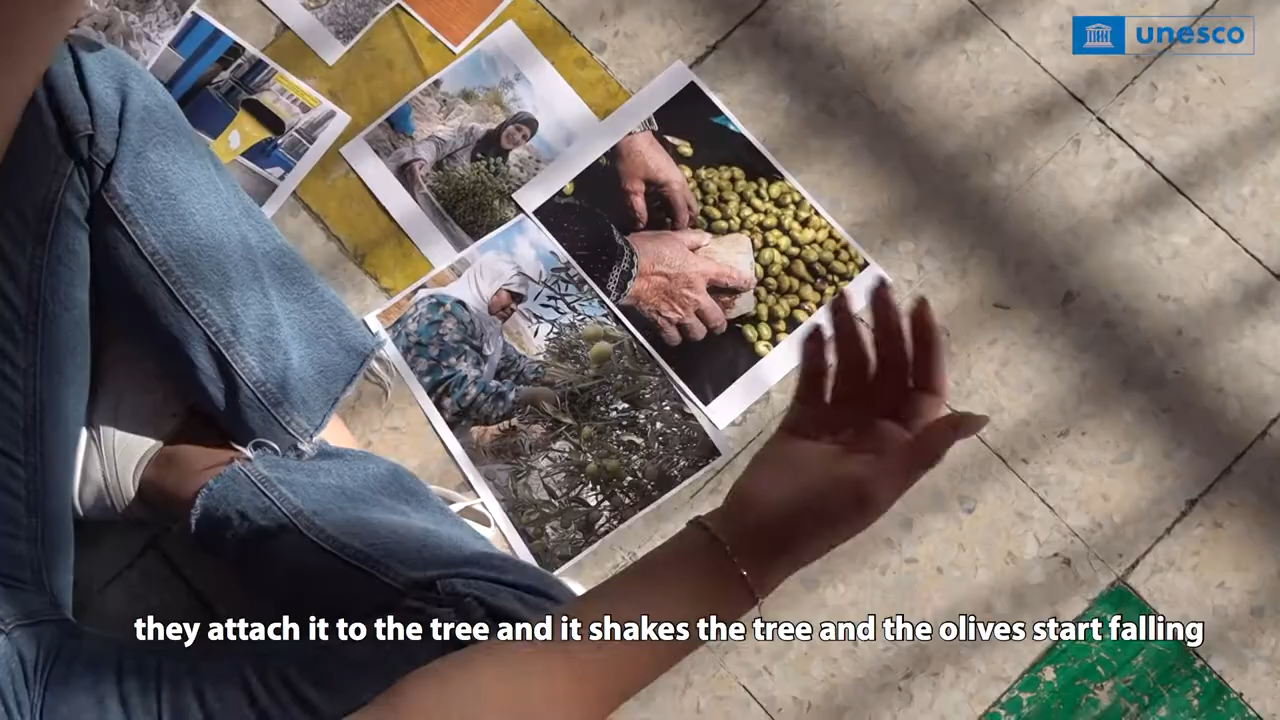 unesco
they attach it to the tree and it shakes the tree and the olives start falling